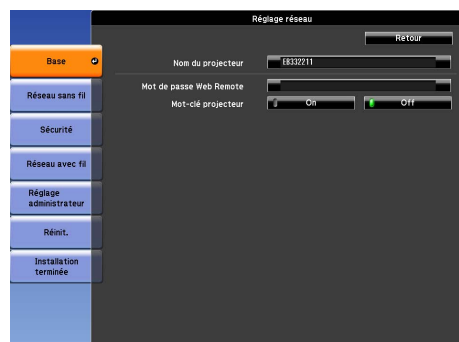 Réglage réseau
Retour
Base
Nom du projecteur
EB332211
Mot de passe Web Remote
Réseau sans fil
Mot-clé projecteur
On
Off
Sécurité
Réseau avec fil
Réglage
administrateur
Réinit.
Installation
terminée